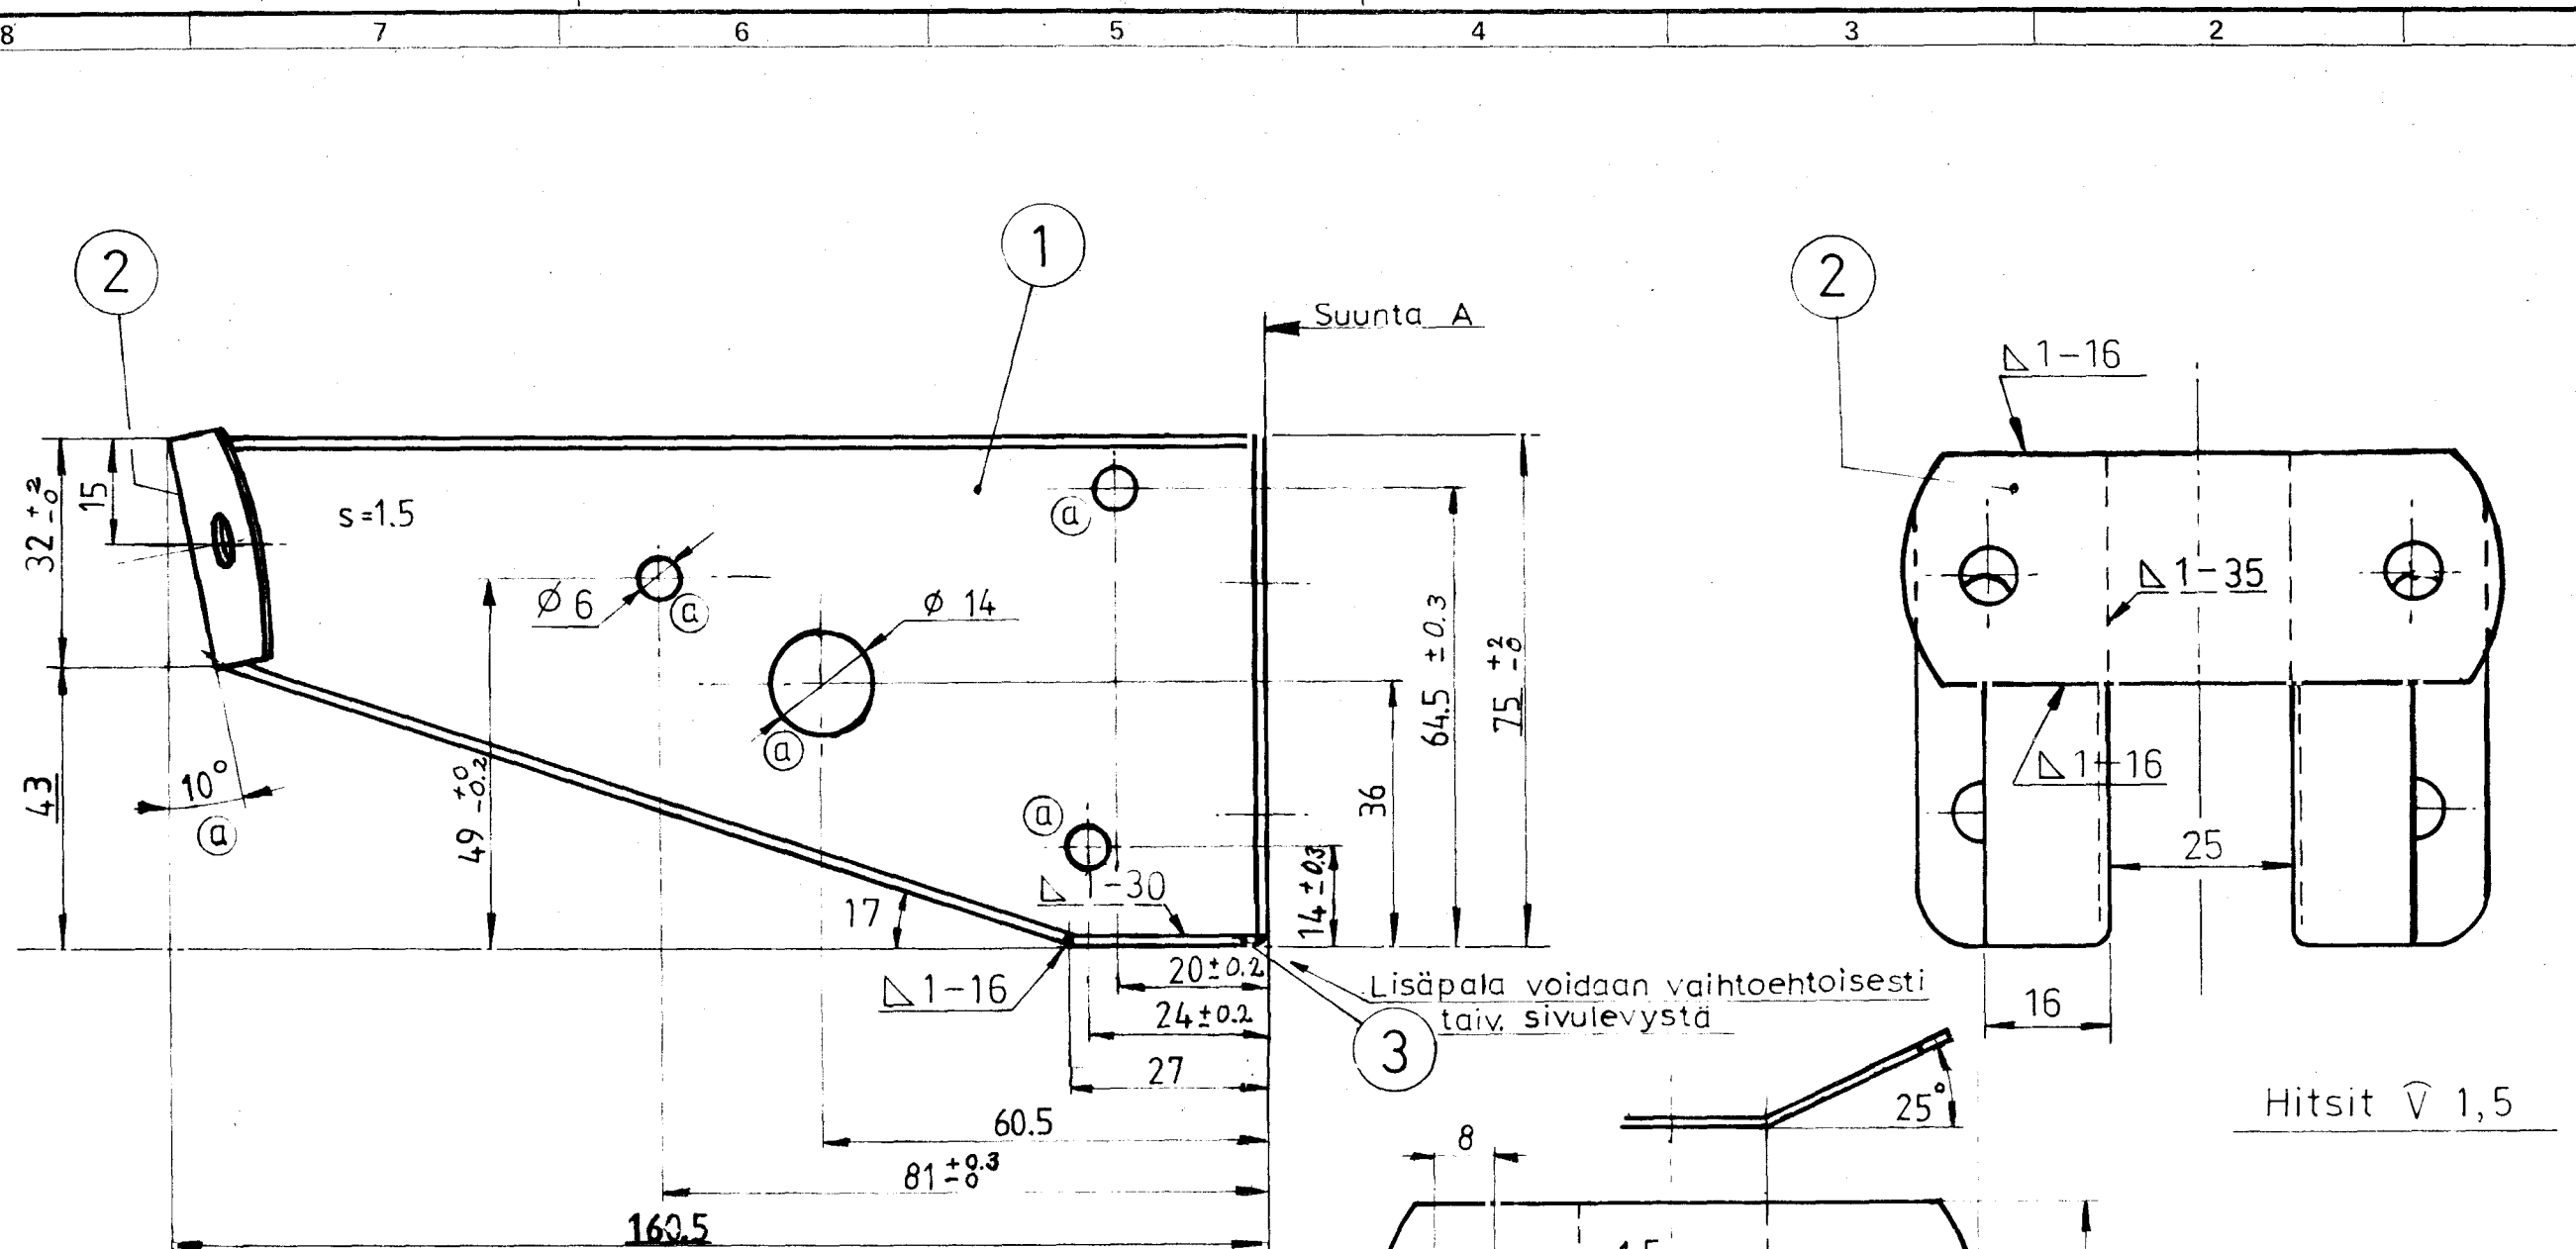 8 7 6 5 4 3 2
2
1
2
Suunta A
1-16
32 +2 -0
15
s=1.5
a
Ø 6
a
Ø 14
a
1-35
64.5 ± 0.3
75 +2 -0
43
10°
a
49 +0 -0.2
a
36
1-16
25
17
-30
14 ± 0.3
1-16
20 ± 0.2
Lisäpala voidaan vaihtoehtoisesti
taiv. sivulevystä
24 ± 0.2
3
16
27
25°
Hitsit V 1,5
60.5
8
81 +0.3 -0
160.5